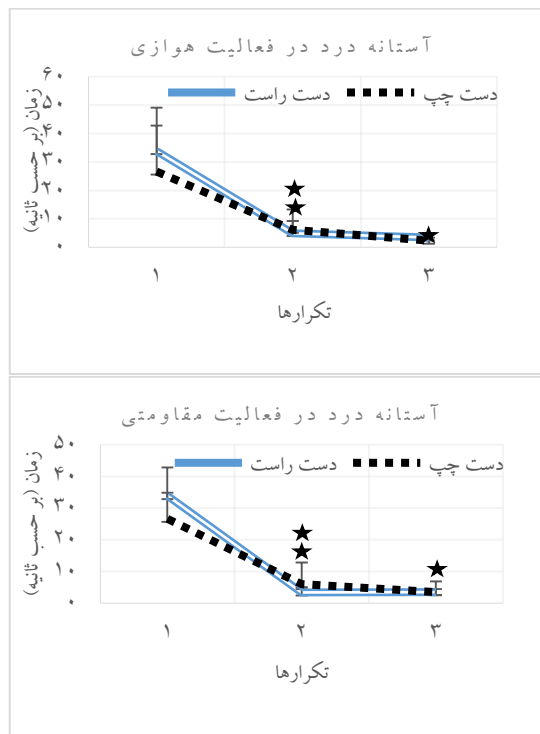 آستانه درد در فعالیت هوازی
دست راست دست چپ
زمان (بر حسب ثانیه)
۶۰
۵۰
۴۰
۳۰
۲۰
۱۰
۰
۱ ۲ ۳
تکرارها
آستانه درد در فعالیت مقاومتی
دست راست دست چپ
زمان (بر حسب ثانیه)
۵۰
۴۰
۳۰
۲۰
۱۰
۰
۱ ۲ ۳
تکرارها